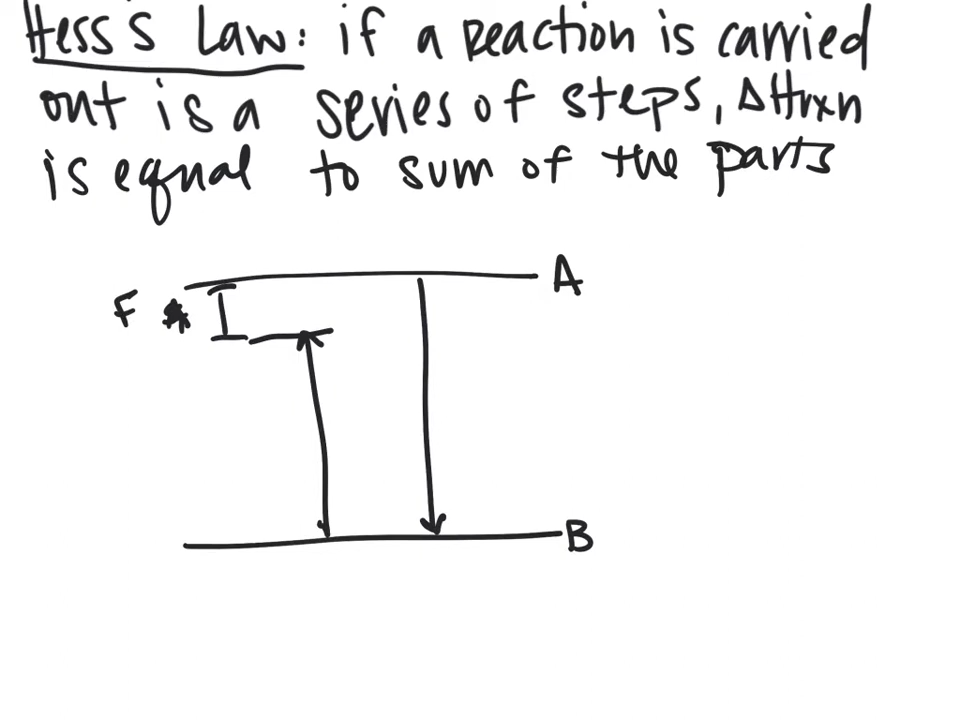 Hess's Law: if a reaction is carried
out is a series of steps, ΔHrxn
is equal to sum of the parts
A
F
B